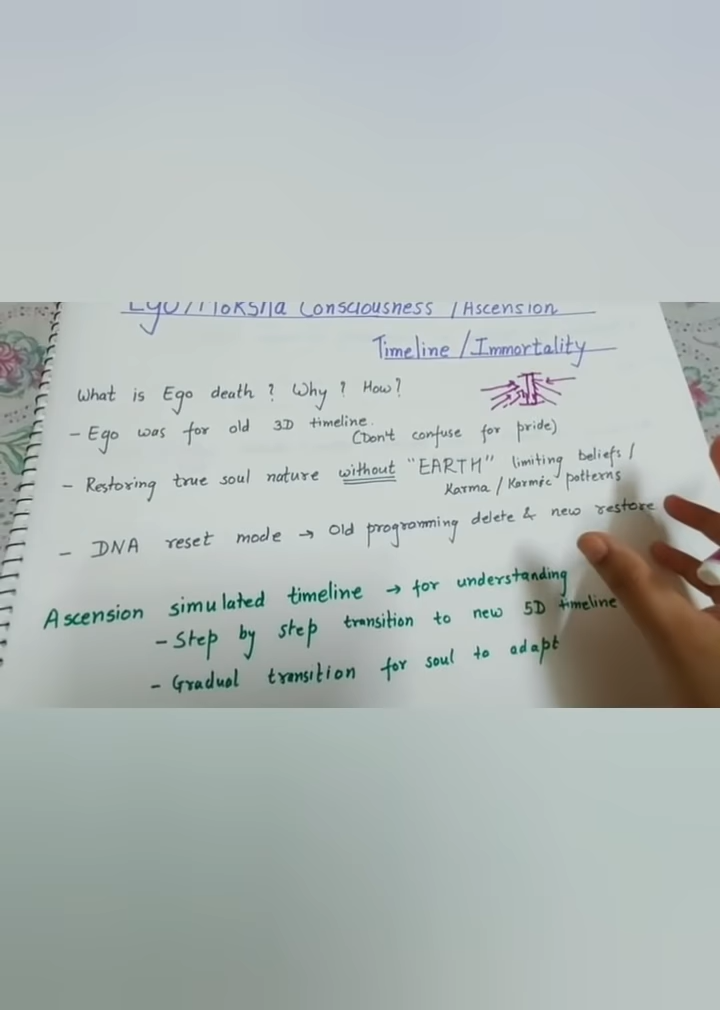 Consciousness / Ascension
Timeline / Immortality
What is Ego death ? Why ? How ?
- Ego was for old 3D timeline.
(Don't confuse for pride)
- Restoring true soul nature without "EARTH" limiting beliefs /
Karma / Karmic patterns
- DNA reset mode → Old programming delete & new restore
Ascension simulated timeline → for understanding
- Step by step transition to new 5D timeline
- Gradual transition for soul to adapt